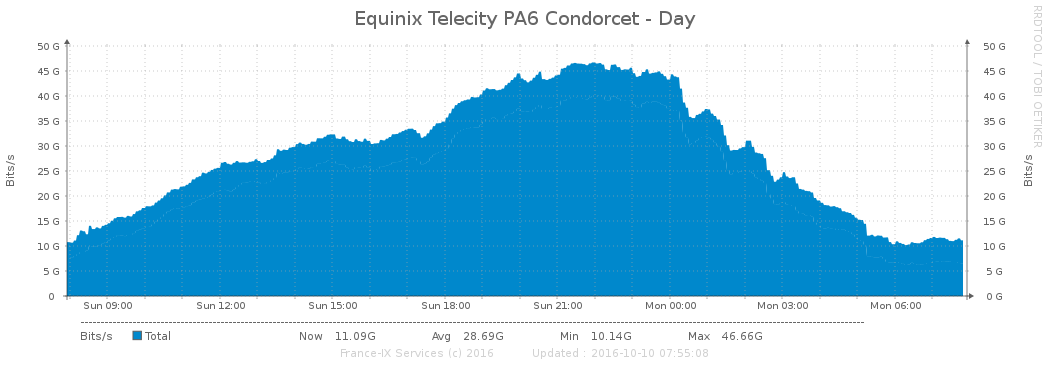 Equinix Telecity PA6 Condorcet - Day
RRDTOOL / TOBI OETIKER
50 G 50 G
45 G 45 G
40 G 40 G
35 G 35 G
30 G 30 G
25 G 25 G
20 G 20 G
15 G 15 G
10 G 10 G
5 G 5 G
0 0 G
Bits/s
Bits/s
Sun 09:00 Sun 12:00 Sun 15:00 Sun 18:00 Sun 21:00 Mon 00:00 Mon 03:00 Mon 06:00
Bits/s Total Now 11.09G Avg 28.69G Min 10.14G Max 46.66G
France-IX Services (c) 2016 Updated : 2016-10-10 07:55:08